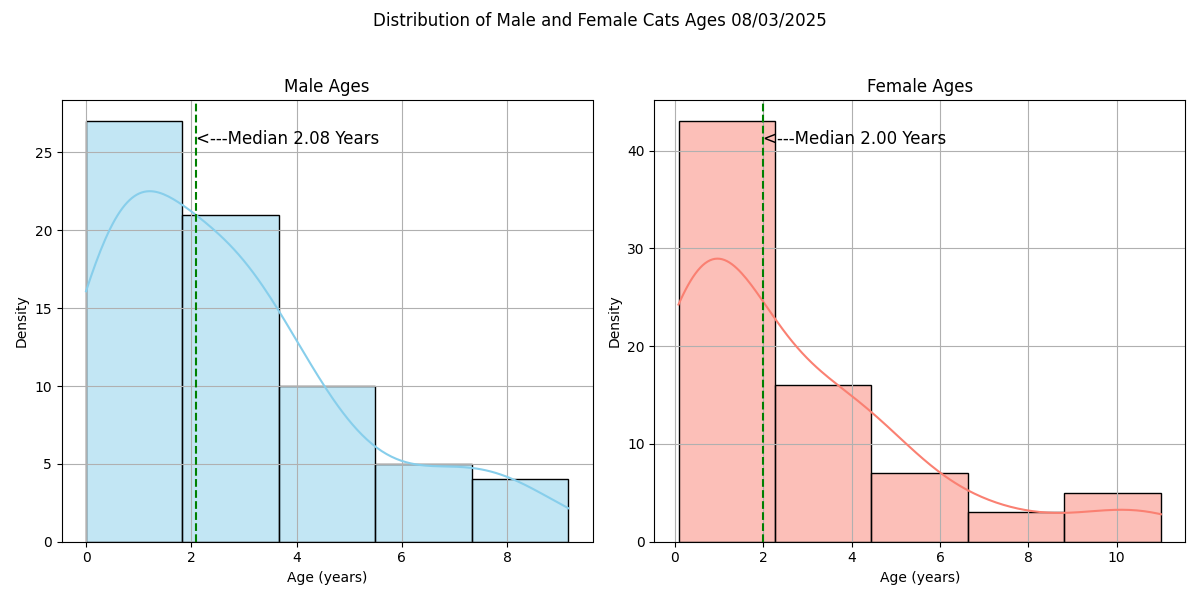 Distribution of Male and Female Cats Ages 08/03/2025
Male Ages
<---Median 2.08 Years
Density
25
20
15
10
5
0
0 2 4 6 8
Age (years)
Female Ages
<---Median 2.00 Years
Density
40
30
20
10
0
0 2 4 6 8 10
Age (years)